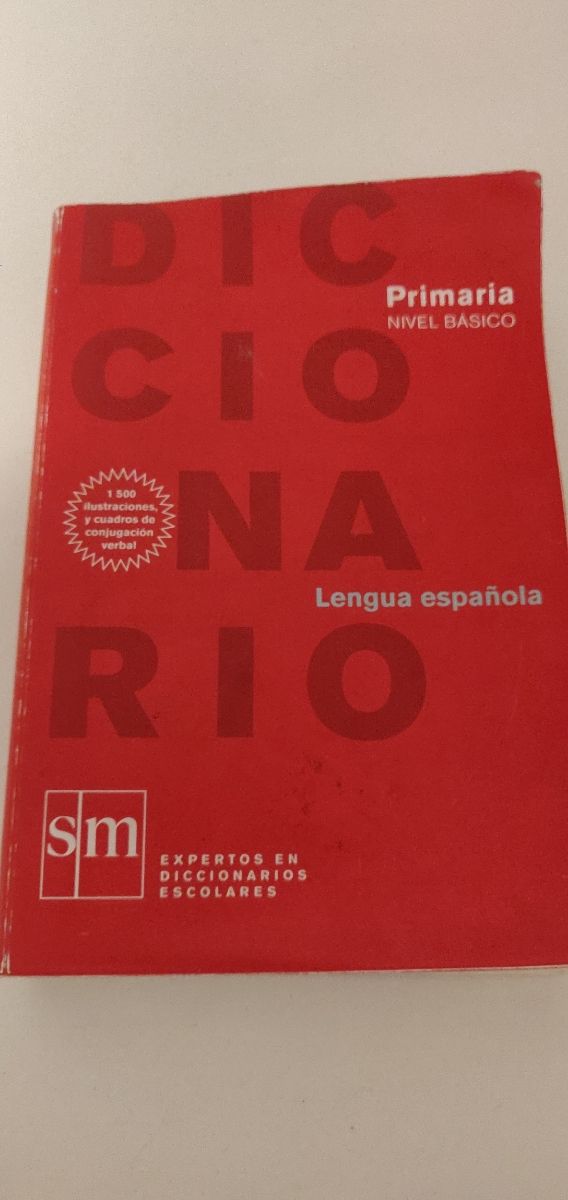 DIC
Primaria
NIVEL BÁSICO
CIO
1 500
ilustraciones,
y cuadros de
conjugación
verbal
NA
Lengua española
RIO
sm
EXPERTOS EN
DICCIONARIOS
ESCOLARES